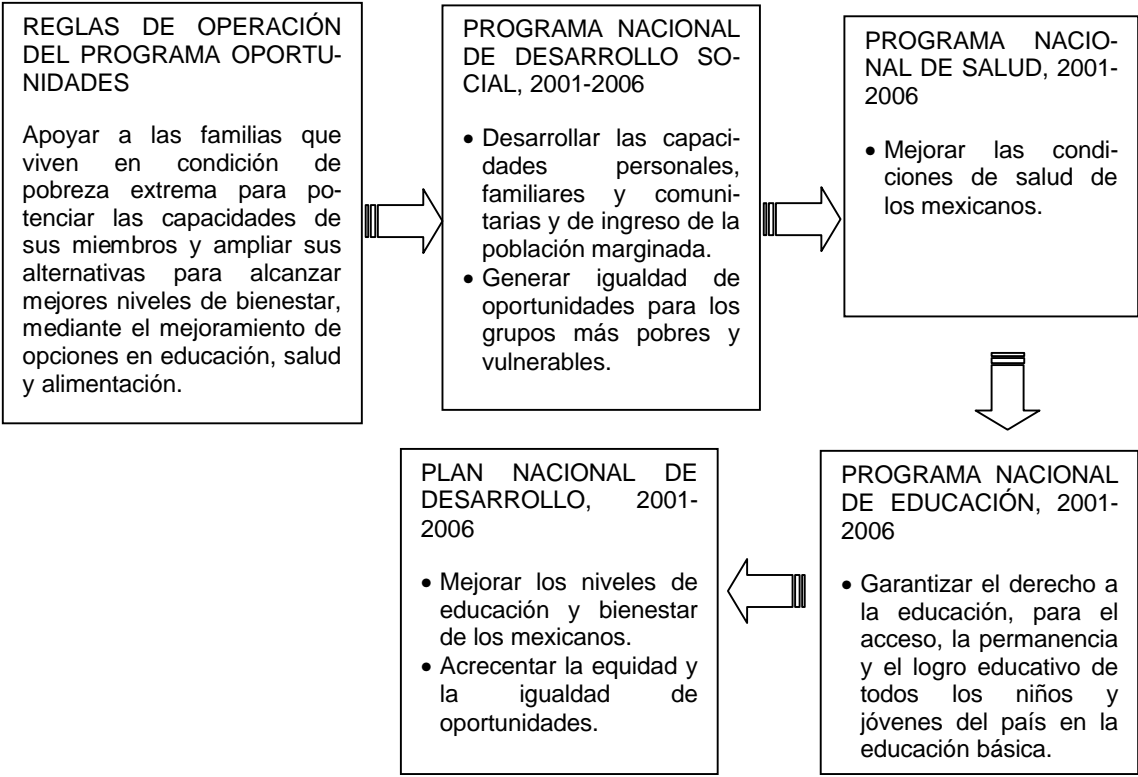 REGLAS DE OPERACIÓN
DEL PROGRAMA OPORTU-
NIDADES
Apoyar a las familias que
viven en condición de
pobreza extrema para po-
tenciar las capacidades de
sus miembros y ampliar sus
alternativas para alcanzar
mejores niveles de bienestar,
mediante el mejoramiento de
opciones en educación, salud
y alimentación.
PROGRAMA NACIONAL
DE DESARROLLO SO-
CIAL, 2001-2006
• Desarrollar las capaci-
dades personales,
familiares y comuni-
tarias y de ingreso de la
población marginada.
• Generar igualdad de
oportunidades para los
grupos más pobres y
vulnerables.
PROGRAMA NACIO-
NAL DE SALUD, 2001-
2006
• Mejorar las condi-
ciones de salud de
los mexicanos.
PROGRAMA NACIONAL
DE EDUCACIÓN, 2001-
2006
• Garantizar el derecho a
la educación, para el
acceso, la permanencia
y el logro educativo de
todos los niños y
jóvenes del país en la
educación básica.
PLAN NACIONAL DE
DESARROLLO, 2001-
2006
• Mejorar los niveles de
educación y bienestar
de los mexicanos.
• Acrecentar la equidad y
la igualdad de
oportunidades.